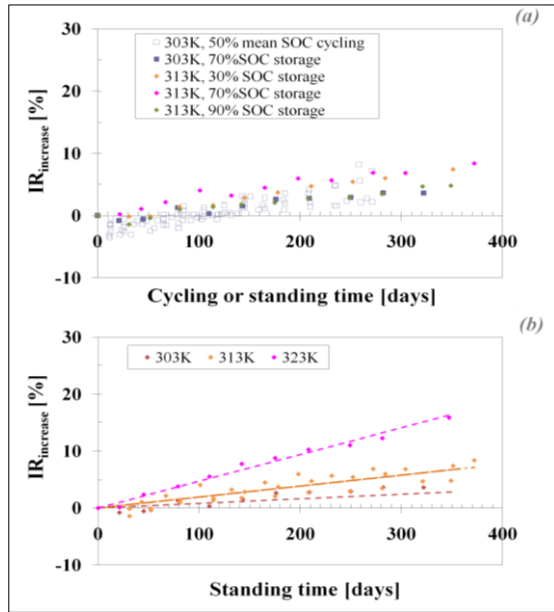 (a)
30
20
10
0
-10
IRincrease [%]
303K, 50% mean SOC cycling
303K, 70%SOC storage
313K, 30% SOC storage
313K, 70%SOC storage
313K, 90% SOC storage
0 100 200 300 400
Cycling or standing time [days]
(b)
30
20
10
0
-10
IRincrease [%]
303K 313K 323K
0 100 200 300 400
Standing time [days]